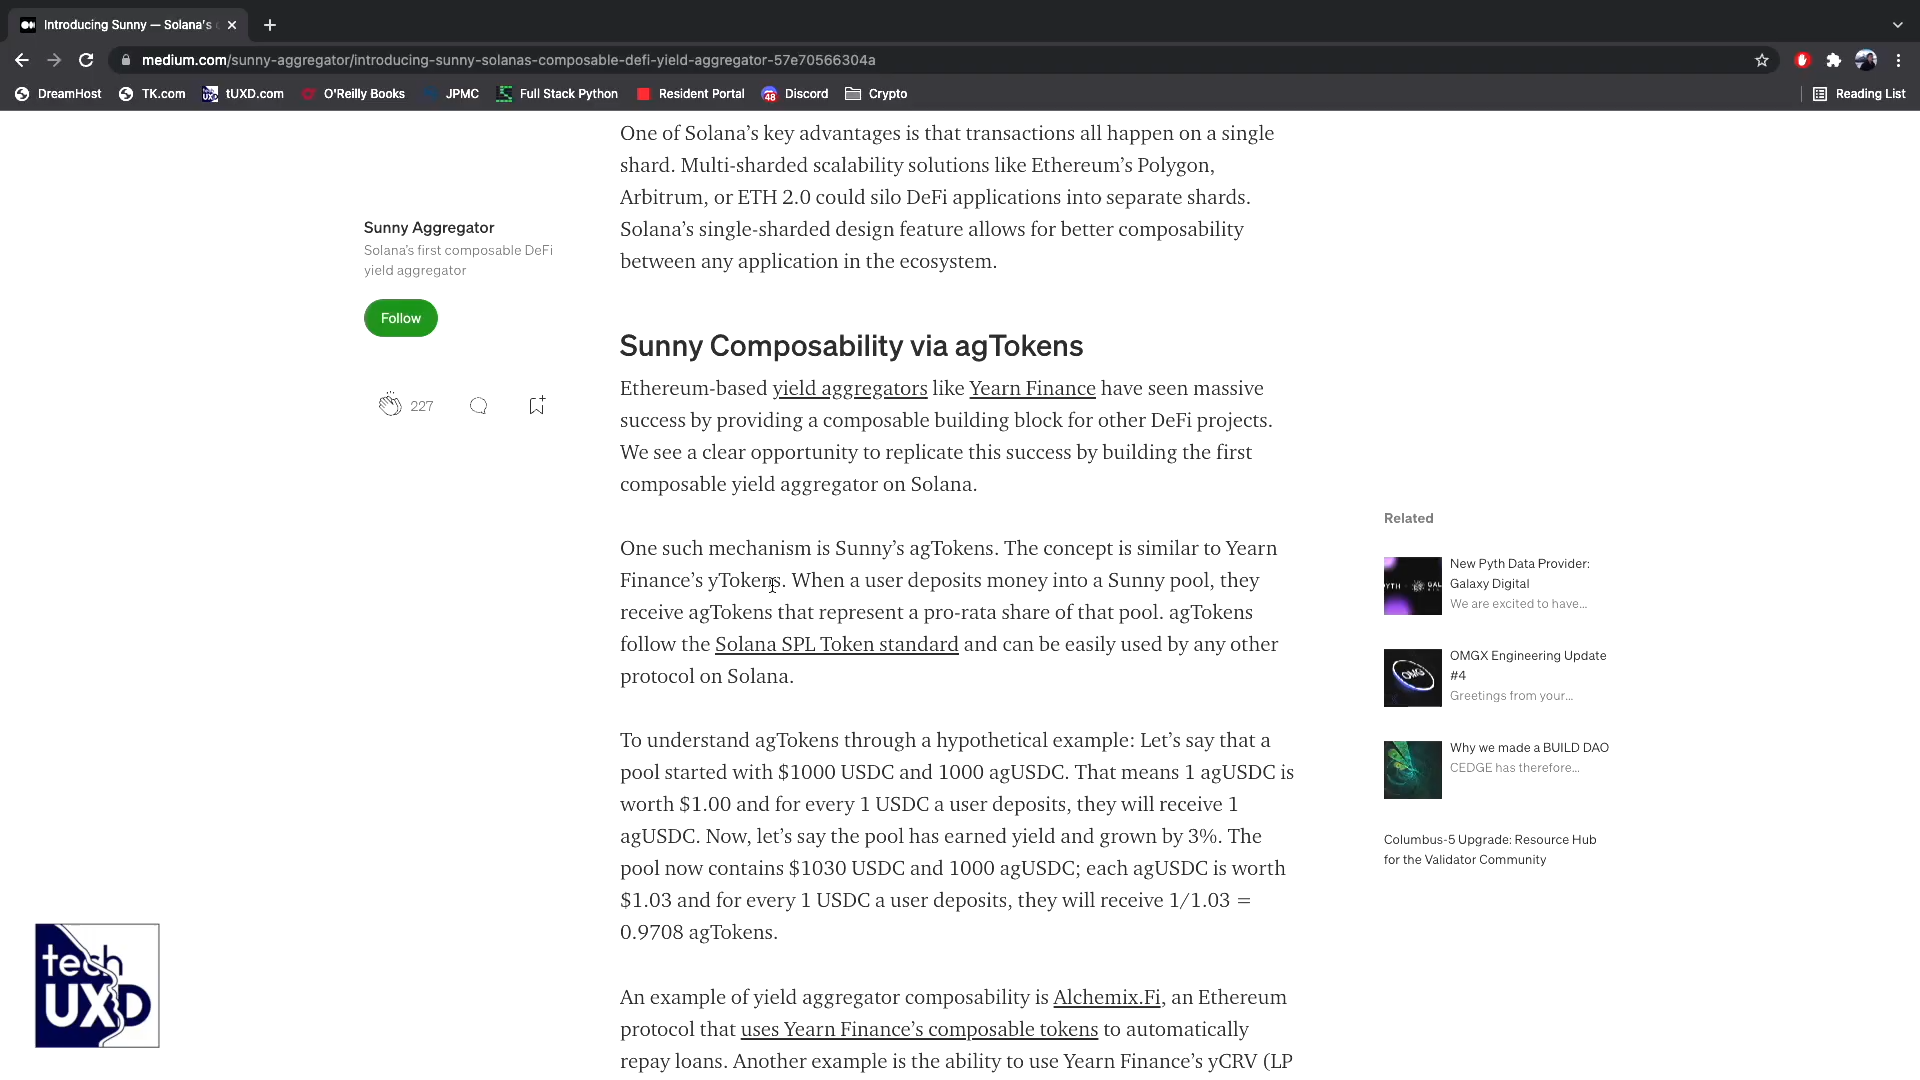 Introducing Sunny — Solana's
medium.com/sunny-aggregator/introducing-sunny-solanas-composable-defi-yield-aggregator-57e70566304a
DreamHost
TK.com
tUXD.com
O'Reilly Books
JPMC
Full Stack Python
Resident Portal
48
Discord
Crypto
Reading List
One of Solana's key advantages is that transactions all happen on a single
shard. Multi-sharded scalability solutions like Ethereum's Polygon,
Arbitrum, or ETH 2.0 could silo DeFi applications into separate shards.
Solana's single-sharded design feature allows for better composability
between any application in the ecosystem.
Sunny Aggregator
Solana's first composable DeFi
yield aggregator
Follow
227
Sunny Composability via agTokens
Ethereum-based yield aggregators like Yearn Finance have seen massive
success by providing a composable building block for other DeFi projects.
We see a clear opportunity to replicate this success by building the first
composable yield aggregator on Solana.
One such mechanism is Sunny's agTokens. The concept is similar to Yearn
Finance's yTokens. When a user deposits money into a Sunny pool, they
receive agTokens that represent a pro-rata share of that pool. agTokens
follow the Solana SPL Token standard and can be easily used by any other
protocol on Solana.
To understand agTokens through a hypothetical example: Let's say that a
pool started with $1000 USDC and 1000 agUSDC. That means 1 agUSDC is
worth $1.00 and for every 1 USDC a user deposits, they will receive 1
agUSDC. Now, let's say the pool has earned yield and grown by 3%. The
pool now contains $1030 USDC and 1000 agUSDC; each agUSDC is worth
$1.03 and for every 1 USDC a user deposits, they will receive 1/1.03 =
0.9708 agTokens.
An example of yield aggregator composability is Alchemix.Fi, an Ethereum
protocol that uses Yearn Finance's composable tokens to automatically
repay loans. Another example is the ability to use Yearn Finance's yCRV (LP
Related
New Pyth Data Provider:
Galaxy Digital
We are excited to have...
OMGX Engineering Update
#4
Greetings from your...
OMG
Why we made a BUILD DAO
CEDGE has therefore...
Columbus-5 Upgrade: Resource Hub
for the Validator Community
tech
UXD